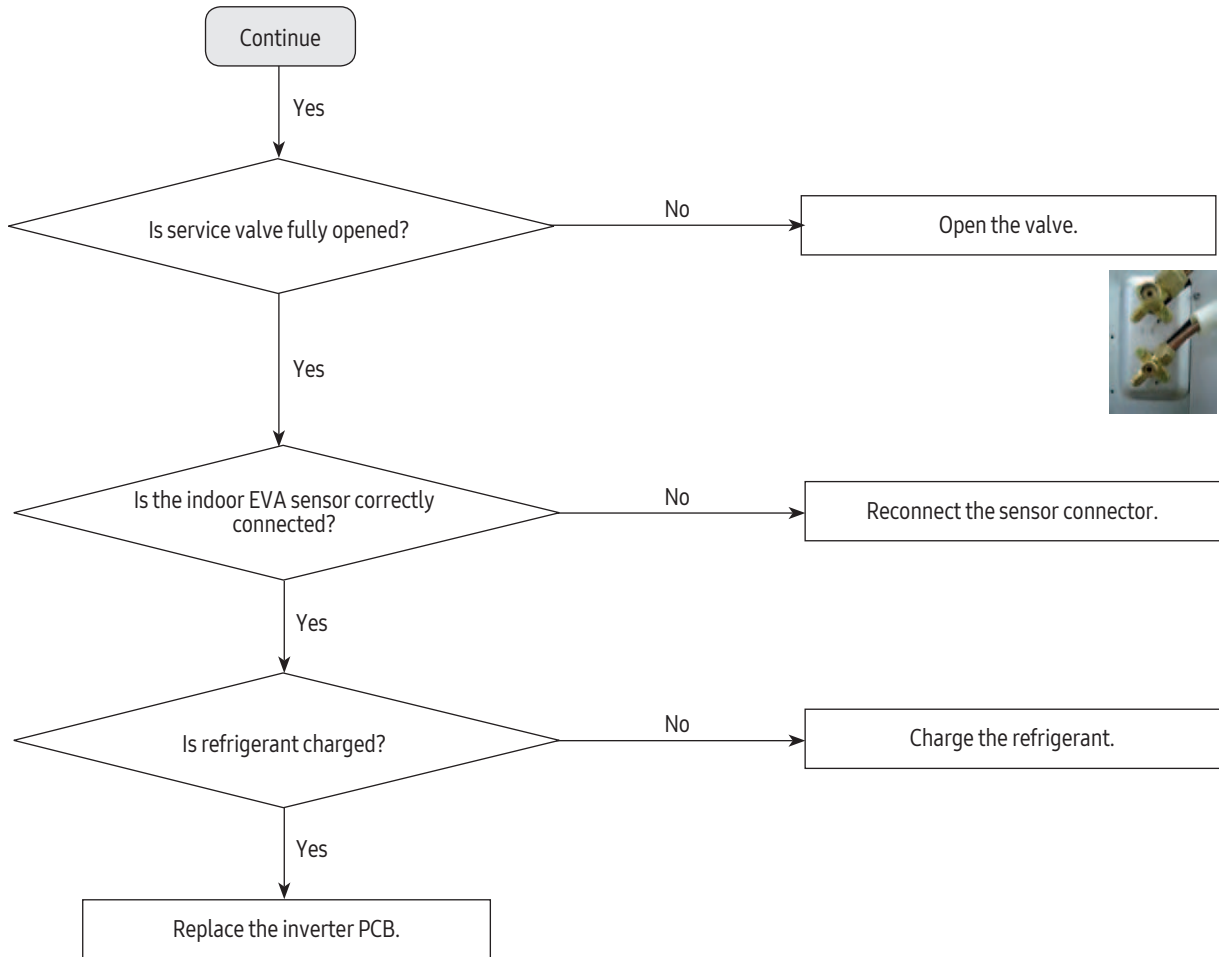 Continue
Yes
Is service valve fully opened?
No
Open the valve.
Yes
Is the indoor EVA sensor correctly
connected?
No
Reconnect the sensor connector.
Yes
Is refrigerant charged?
No
Charge the refrigerant.
Yes
Replace the inverter PCB.